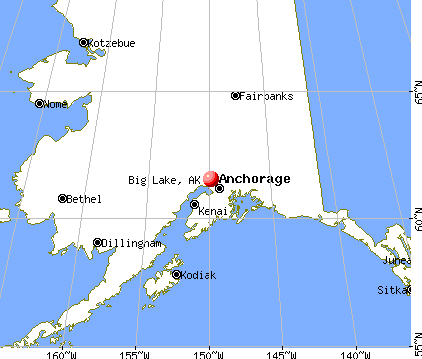 Kotzebue
65°N
Fairbanks
Nome
Big Lake, AK
Anchorage
Bethel
Kenai
60°N
Dillingham
Junea
Kodiak
Sitka
160°W 155°W 150°W 145°W 140°W
55°N